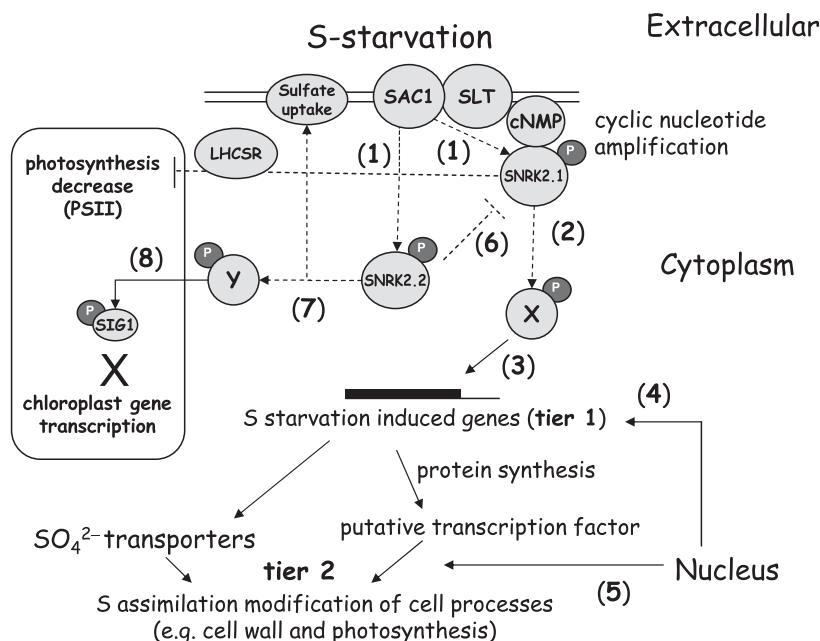 Extracellular
S-starvation
Sulfate
uptake
SAC1
SLT
cNMP
cyclic nucleotide
amplification
P
LHCSR
(1)
(1)
SNRK2.1
photosynthesis
decrease
(PSII)
(6)
(2)
P
P
(8)
Y
SNRK2.2
Cytoplasm
(7)
P
X
P
SIG1
(3)
X
chloroplast gene
transcription
(4)
S starvation induced genes (tier 1)
protein synthesis
SO₄²⁻ transporters
putative transcription factor
tier 2
Nucleus
(5)
S assimilation modification of cell processes
(e.g. cell wall and photosynthesis)